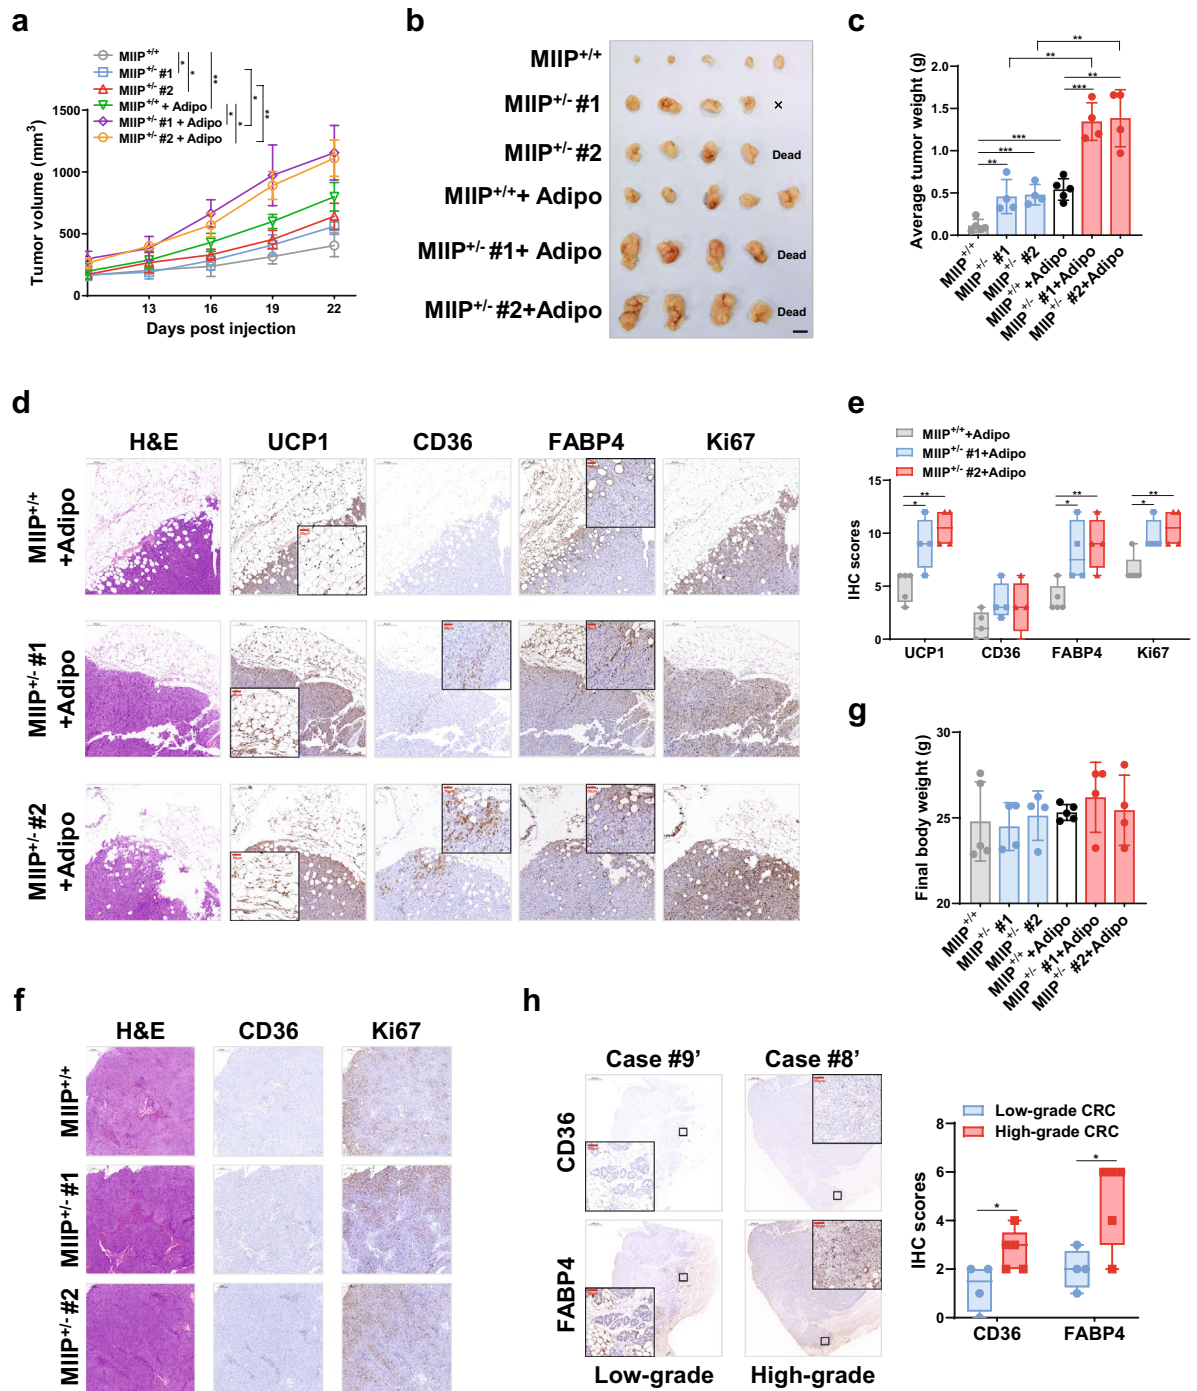 a
MIIP+/+
MIIP+/- #1
MIIP+/- #2
MIIP+/+ + Adipo
MIIP+/- #1 + Adipo
MIIP+/- #2 + Adipo
* * ** * * * **
Tumor volume (mm3)
1500
1000
500
0
13 16 19 22
Days post injection
b
MIIP+/+
MIIP+/- #1
×
MIIP+/- #2
Dead
MIIP+/+ + Adipo
MIIP+/- #1+ Adipo
Dead
MIIP+/- #2+Adipo
Dead
c
Average tumor weight (g)
2.0
1.5
1.0
0.5
0.0
**
**
**
***
***
***
**
MIIP+/+
MIIP+/- #1
MIIP+/- #2
MIIP+/+ +Adipo
MIIP+/- #1+Adipo
MIIP+/- #2+Adipo
d
H&E UCP1 CD36 FABP4 Ki67
MIIP+/+
+Adipo
MIIP+/- #1
+Adipo
MIIP+/- #2
+Adipo
e
MIIP+/+ +Adipo
MIIP+/- #1+Adipo
MIIP+/- #2+Adipo
IHC scores
15
10
5
0
** * ** * ** *
UCP1 CD36 FABP4 Ki67
g
Final body weight (g)
30
25
20
MIIP+/+
MIIP+/- #1
MIIP+/- #2
MIIP+/+ +Adipo
MIIP+/- #1+Adipo
MIIP+/- #2+Adipo
f
H&E CD36 Ki67
MIIP+/+
MIIP+/- #1
MIIP+/- #2
h
Case #9’ Case #8’
CD36
FABP4
Low-grade High-grade
Low-grade CRC
High-grade CRC
IHC scores
8
6
4
2
0
* *
CD36 FABP4